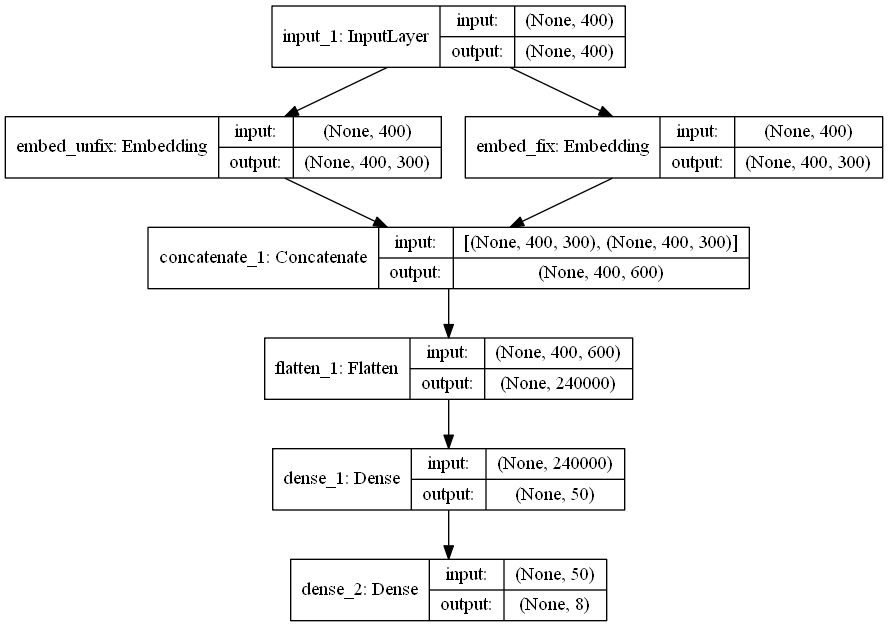 input_1: InputLayer
input: (None, 400)
output: (None, 400)
embed_unfix: Embedding
input: (None, 400)
output: (None, 400, 300)
embed_fix: Embedding
input: (None, 400)
output: (None, 400, 300)
concatenate_1: Concatenate
input: [(None, 400, 300), (None, 400, 300)]
output: (None, 400, 600)
flatten_1: Flatten
input: (None, 400, 600)
output: (None, 240000)
dense_1: Dense
input: (None, 240000)
output: (None, 50)
dense_2: Dense
input: (None, 50)
output: (None, 8)